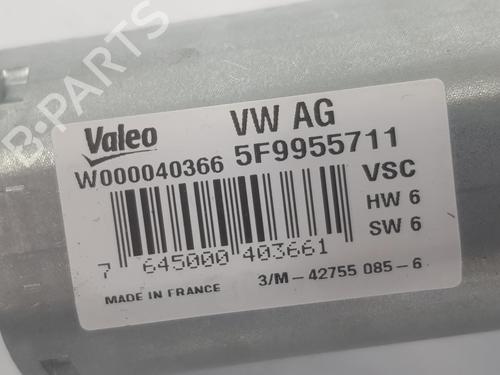 B-PARTS
Valeo
VW AG
W000040366 5F9955711
VSC
HW 6
SW 6
7 645000 403661
MADE IN FRANCE
3/M-42755 085-6